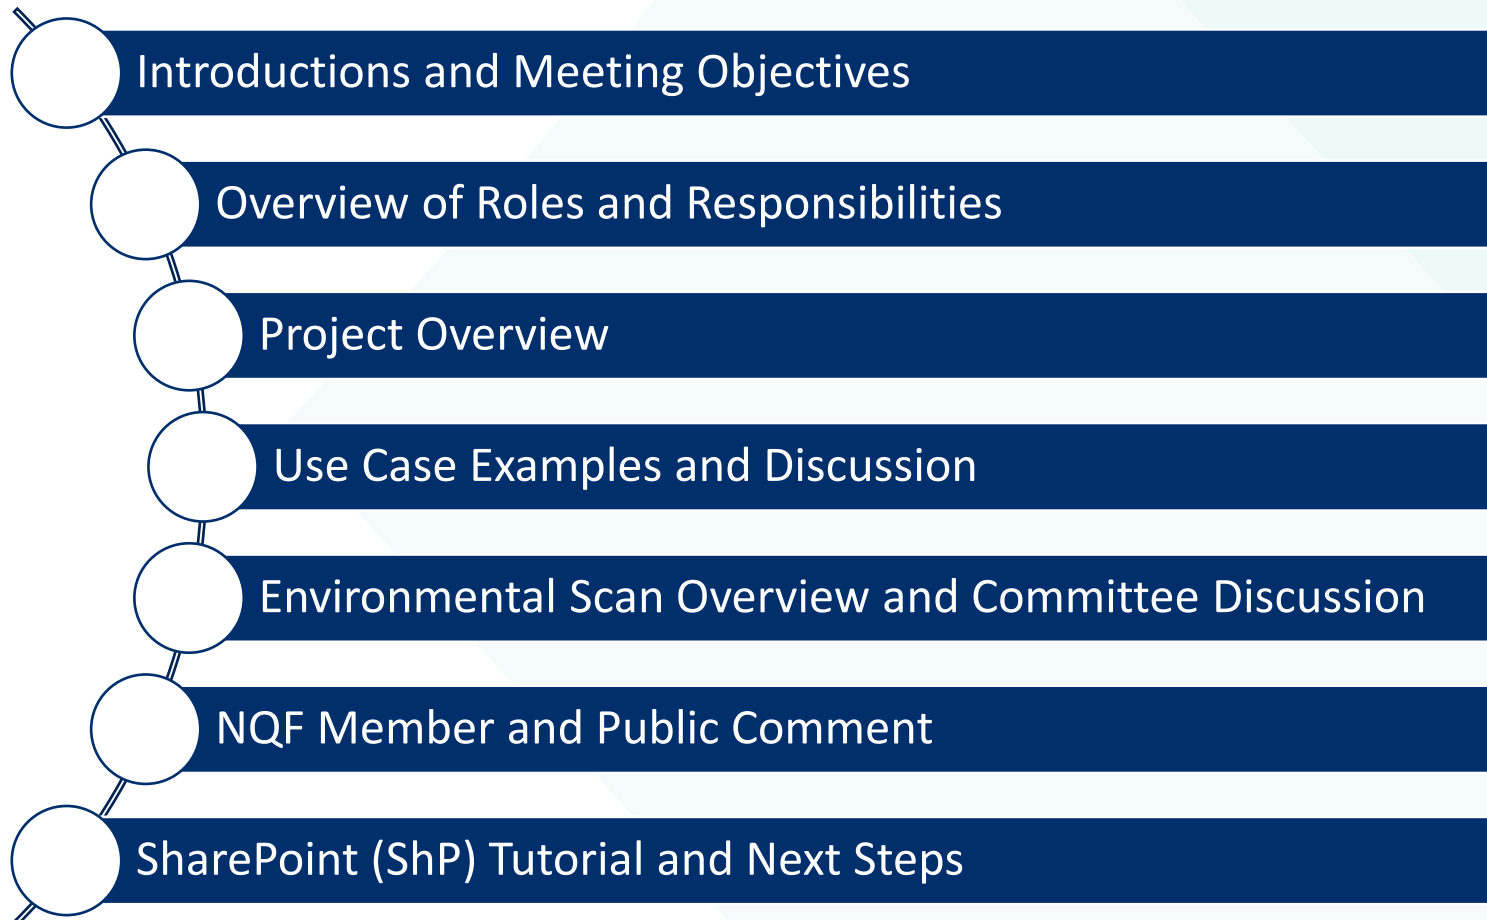 Introductions and Meeting Objectives
Overview of Roles and Responsibilities
Project Overview
Use Case Examples and Discussion
Environmental Scan Overview and Committee Discussion
NQF Member and Public Comment
SharePoint (ShP) Tutorial and Next Steps